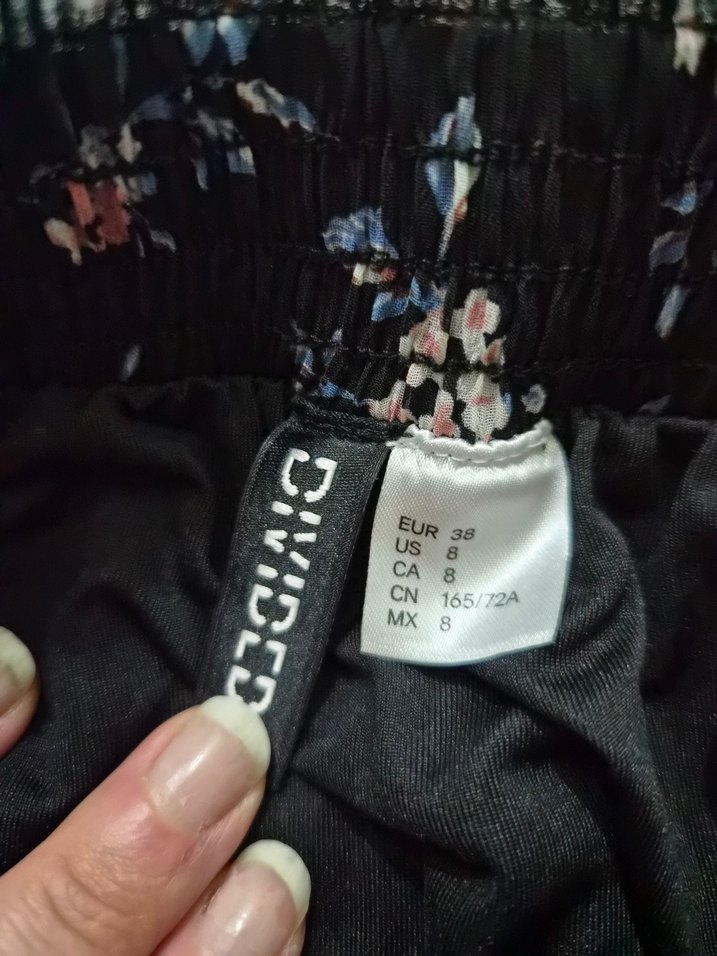 DIVIDED
EUR 38
US 8
CA 8
CN 165/72A
MX 8